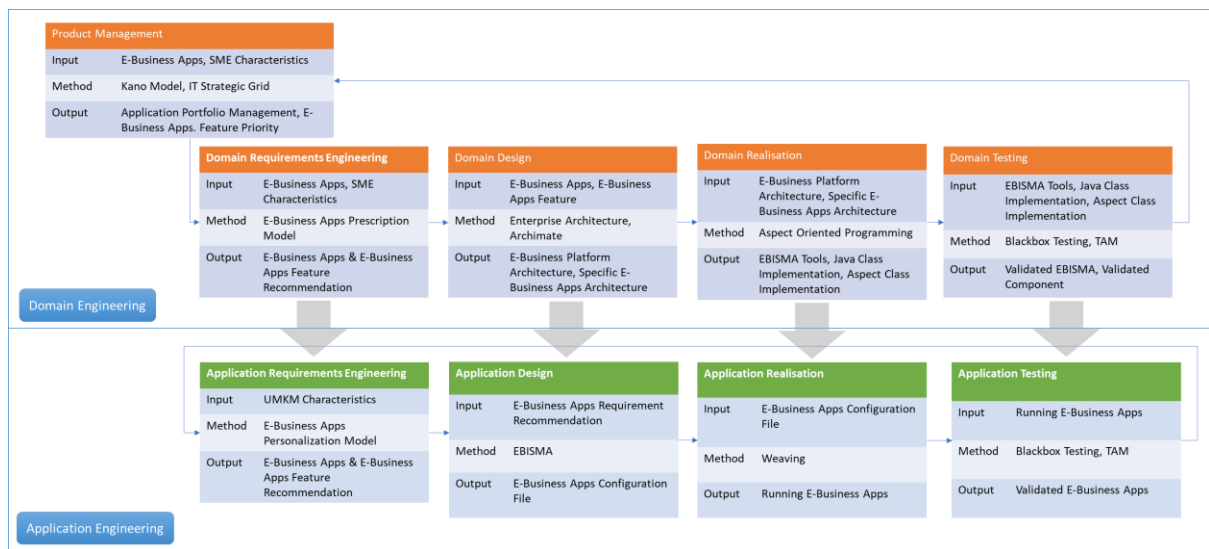 Product Management
Input E-Business Apps, SME Characteristics
Method Kano Model, IT Strategic Grid
Output Application Portfolio Management, E-
Business Apps. Feature Priority
Domain Requirements Engineering
Input E-Business Apps, SME
Characteristics
Method E-Business Apps Prescription
Model
Output E-Business Apps & E-Business
Apps Feature
Recommendation
Domain Design
Input E-Business Apps, E-Business
Apps Feature
Method Enterprise Architecture,
Archimate
Output E-Business Platform
Architecture, Specific E-
Business Apps Architecture
Domain Realisation
Input E-Business Platform
Architecture, Specific E-
Business Apps Architecture
Method Aspect Oriented Programming
Output EBISMA Tools, Java Class
Implementation, Aspect Class
Implementation
Domain Testing
Input EBISMA Tools, Java Class
Implementation, Aspect Class
Implementation
Method Blackbox Testing, TAM
Output Validated EBISMA, Validated
Component
Domain Engineering
Application Requirements Engineering
Input UMKM Characteristics
Method E-Business Apps
Personalization Model
Output E-Business Apps & E-Business
Apps Feature
Recommendation
Application Design
Input E-Business Apps Requirement
Recommendation
Method EBISMA
Output E-Business Apps Configuration
File
Application Realisation
Input E-Business Apps Configuration
File
Method Weaving
Output Running E-Business Apps
Application Testing
Input Running E-Business Apps
Method Blackbox Testing, TAM
Output Validated E-Business Apps
Application Engineering